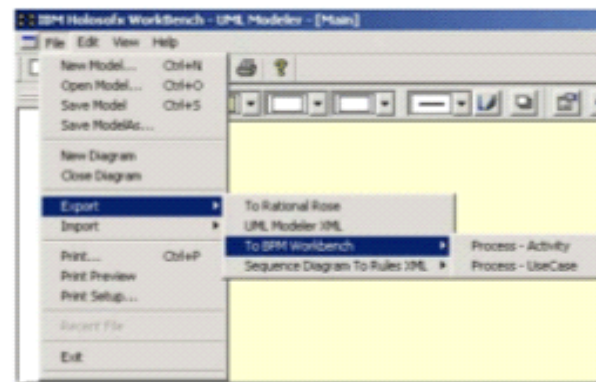 IBM Holosofx WorkBench - UML Modeler - [Main]
File Edit View Help
New Model... Ctrl+N
Open Model... Ctrl+O
Save Model Ctrl+S
Save ModelAs...
New Diagram
Close Diagram
Export
Import
Print... Ctrl+P
Print Preview
Print Setup...
Recent File
Exit
To Rational Rose
UML Modeler XML
To BPM Workbench
Sequence Diagram To Rules XML
Process - Activity
Process - UseCase